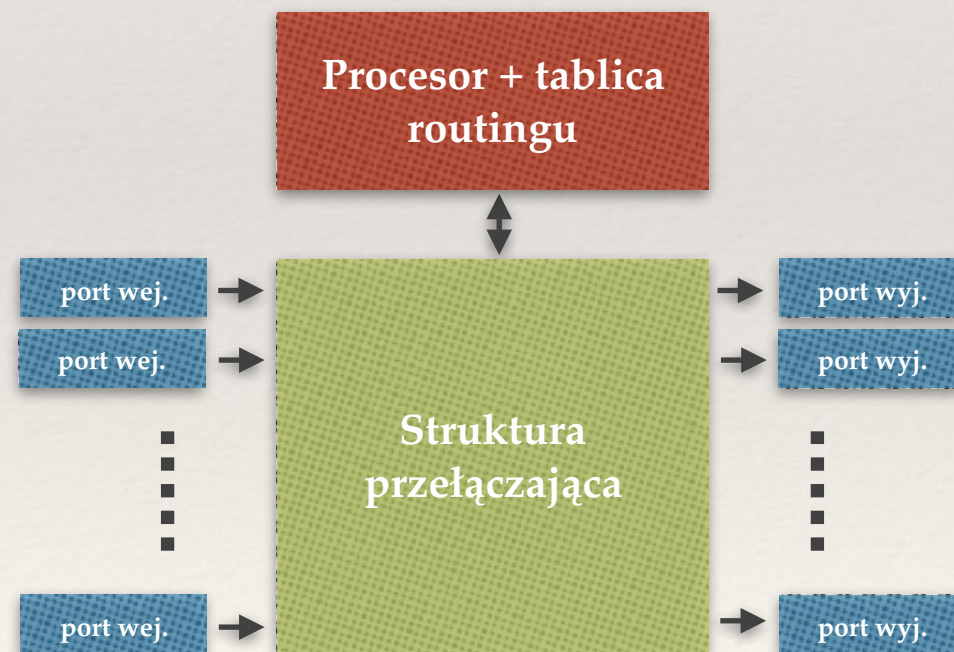 Procesor + tablica
routingu
port wej.
port wyj.
port wej.
port wyj.
Struktura
przełączająca
port wej.
port wyj.